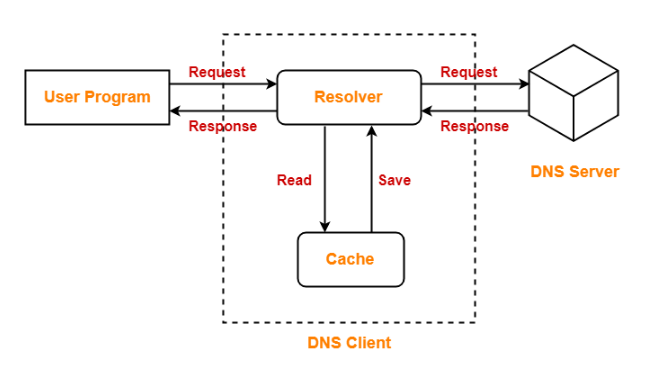 Request
Request
User Program
Resolver
Response
Response
DNS Server
Read
Save
Cache
DNS Client